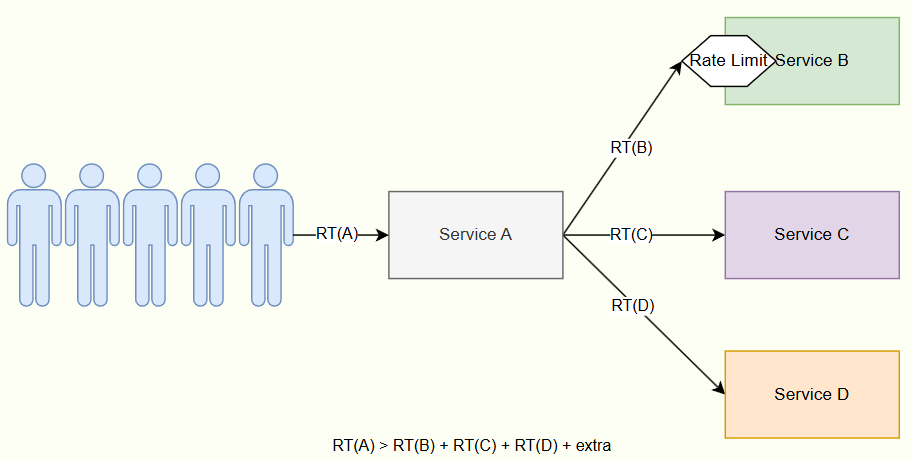 Rate Limit
Service B
RT(B)
RT(A)
Service A
RT(C)
Service C
RT(D)
Service D
RT(A) > RT(B) + RT(C) + RT(D) + extra